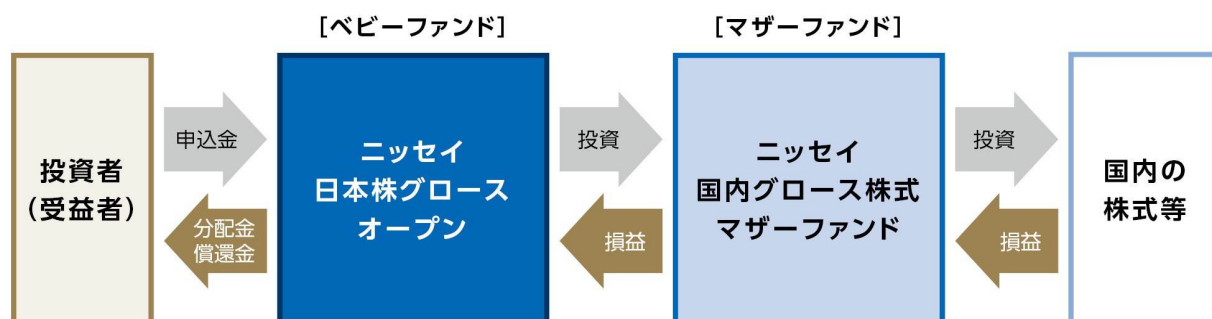 [ベビーファンド]
[マザーファンド]
投資者
(受益者)
申込金
分配金
償還金
ニッセイ
日本株グロース
オープン
投資
損益
ニッセイ
国内グロース株式
マザーファンド
投資
損益
国内の
株式等